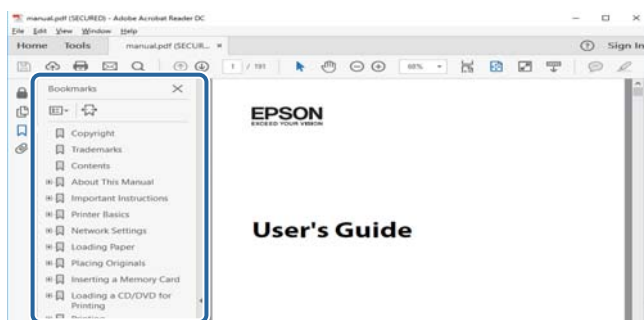 manual.pdf (SECURED) - Adobe Acrobat Reader DC
File Edit View Window Help
Home Tools manual.pdf (SECUR... × Sign In
1 / 191 68%
Bookmarks
Copyright
Trademarks
Contents
About This Manual
Important Instructions
Printer Basics
Network Settings
Loading Paper
Placing Originals
Inserting a Memory Card
Loading a CD/DVD for
Printing
Printing
EPSON
EXCEED YOUR VISION
User's Guide